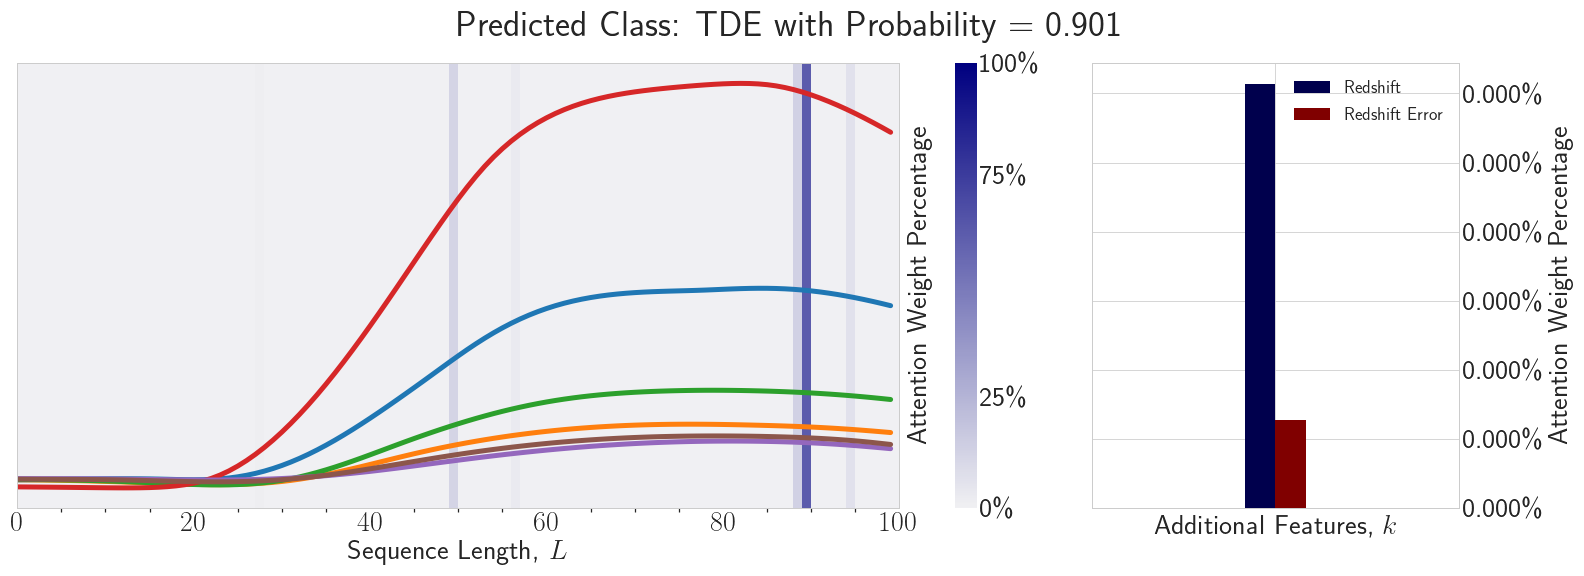 Predicted Class: TDE with Probability = 0.901
0 20 40 60 80 100
Sequence Length, L
100%
75%
25%
0%
Attention Weight Percentage
Redshift
Redshift Error
0.000%
0.000%
0.000%
0.000%
0.000%
0.000%
0.000%
Attention Weight Percentage
Additional Features, k